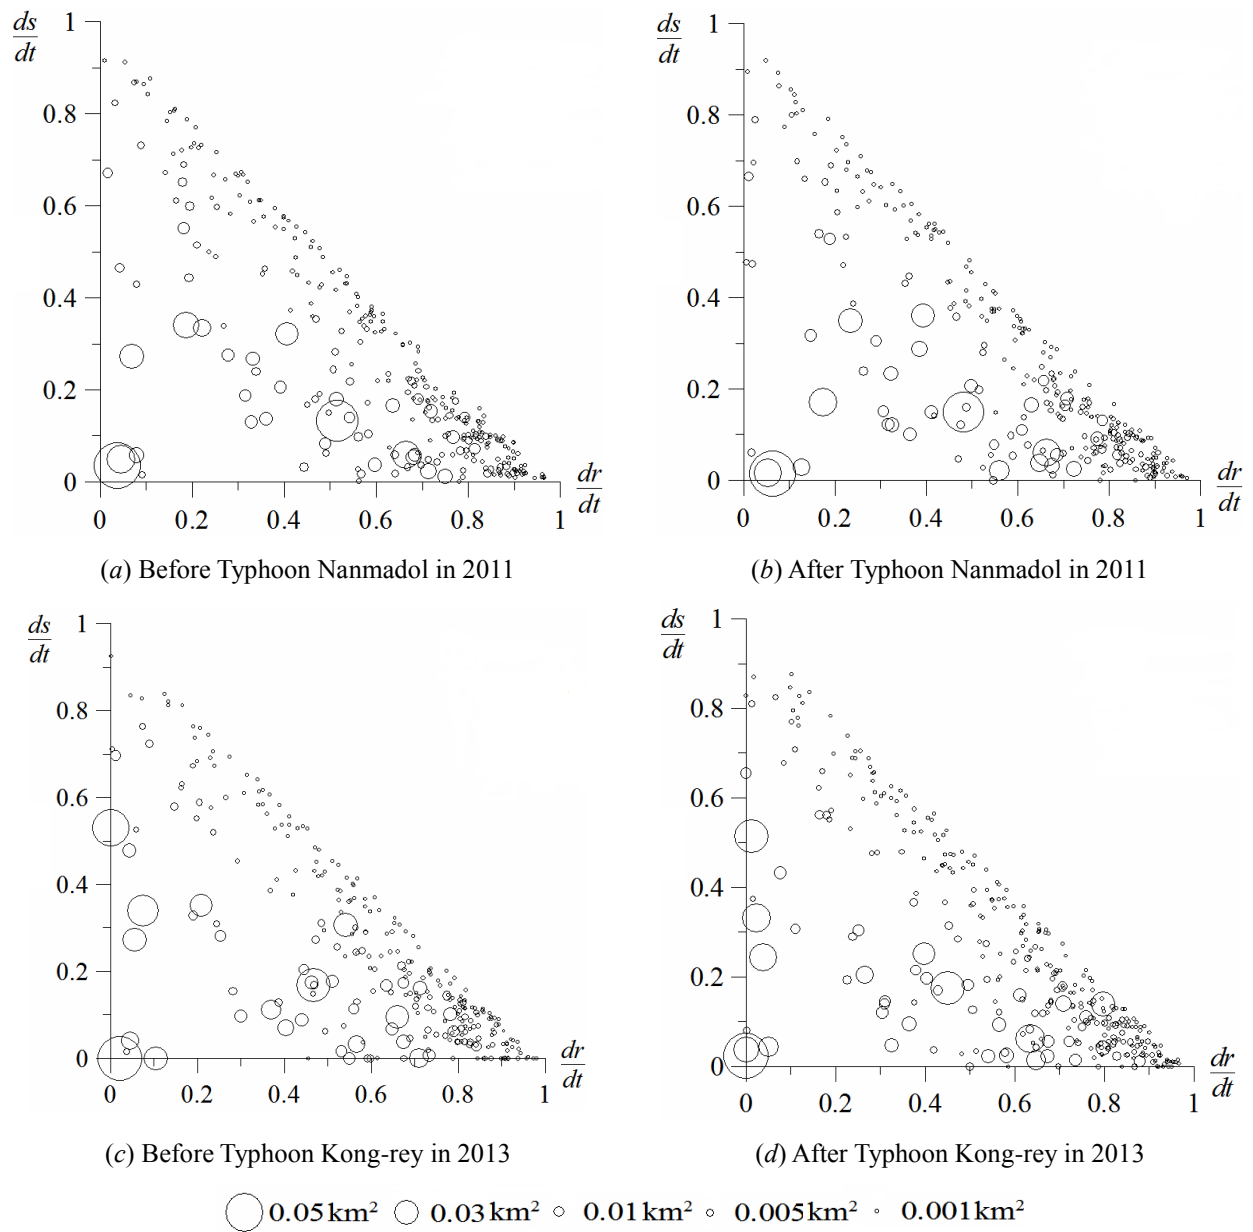 ds/dt
1
0.8
0.6
0.4
0.2
0
0 0.2 0.4 0.6 0.8 1
dr/dt
(a) Before Typhoon Nanmadol in 2011
ds/dt
1
0.8
0.6
0.4
0.2
0
0 0.2 0.4 0.6 0.8 1
dr/dt
(b) After Typhoon Nanmadol in 2011
ds/dt
1
0.8
0.6
0.4
0.2
0
0 0.2 0.4 0.6 0.8 1
dr/dt
(c) Before Typhoon Kong-rey in 2013
ds/dt
1
0.8
0.6
0.4
0.2
0
0 0.2 0.4 0.6 0.8 1
dr/dt
(d) After Typhoon Kong-rey in 2013
0.05km² 0.03km² 0.01km² 0.005km² 0.001km²